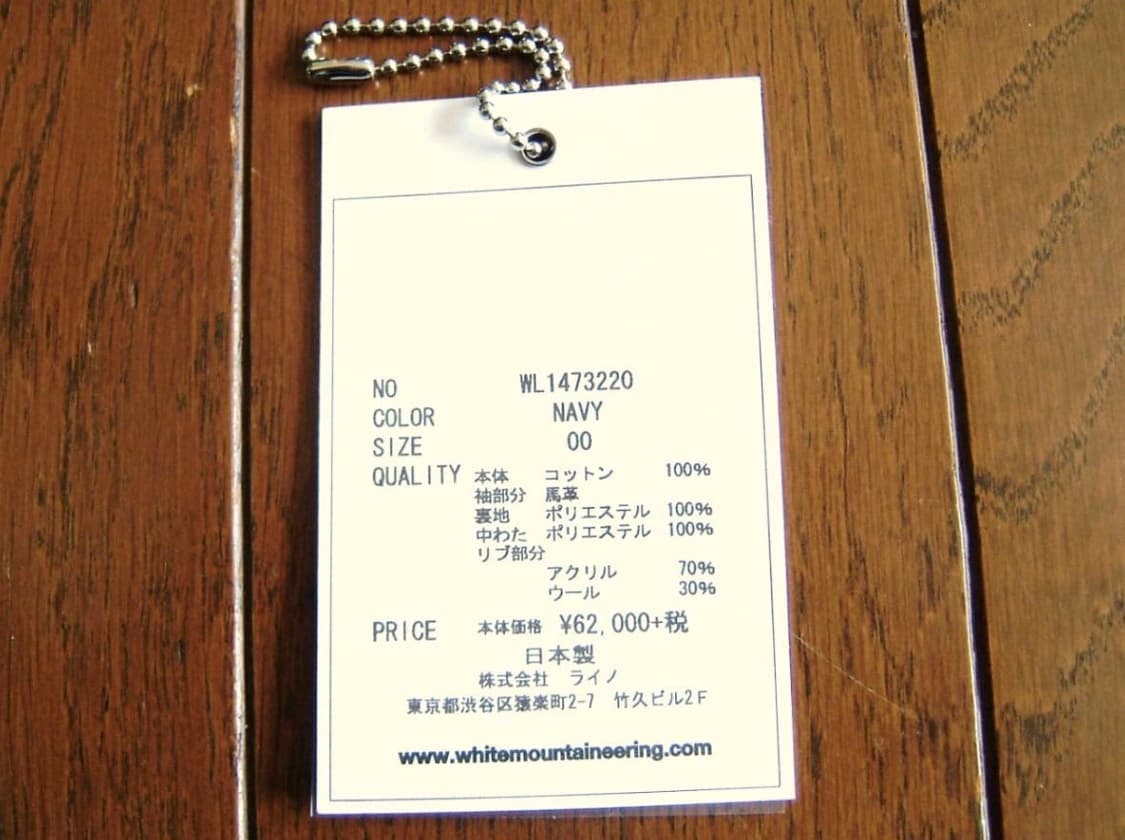 NO WL1473220
COLOR NAVY
SIZE 00
QUALITY 本体 コットン 100%
袖部分 馬革
裏地 ポリエステル 100%
中わた ポリエステル 100%
リブ部分
アクリル 70%
ウール 30%
PRICE 本体価格 ¥62,000+税
日本製
株式会社 ライノ
東京都渋谷区猿楽町2-7 竹久ビル2F
www.whitemountaineering.com